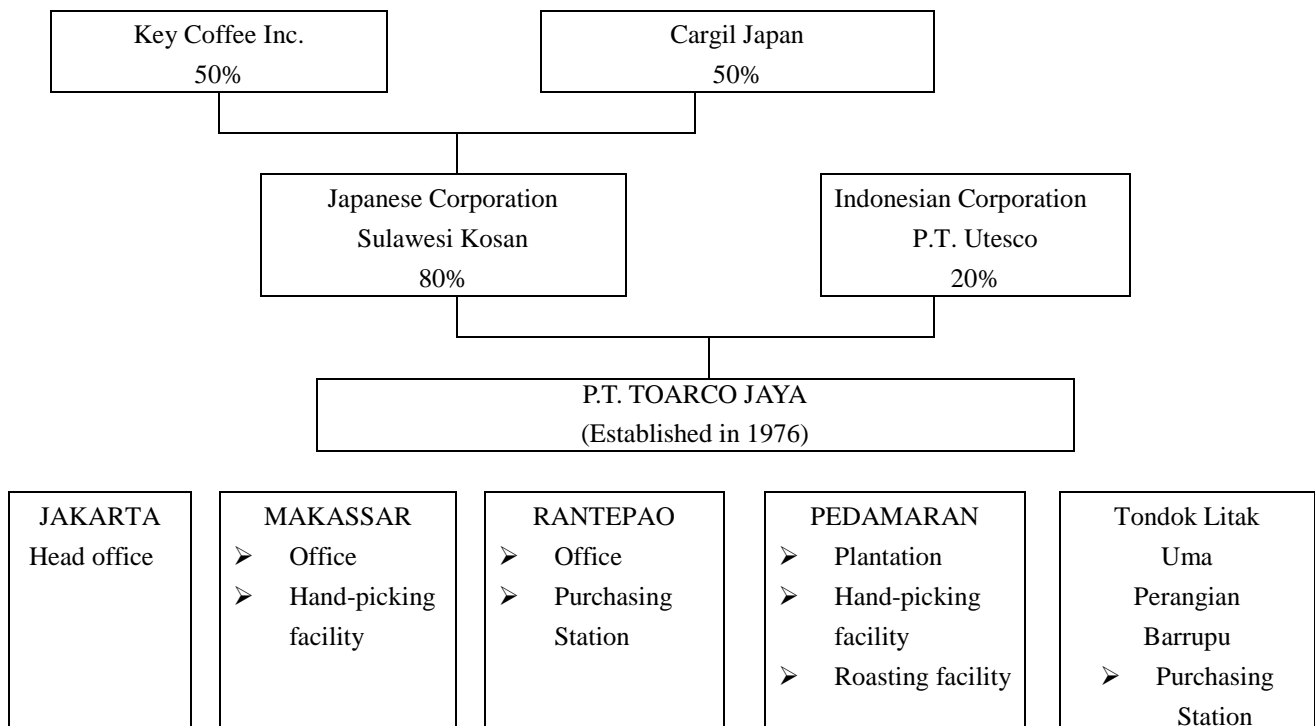 Key Coffee Inc.
50%
Cargil Japan
50%
Japanese Corporation
Sulawesi Kosan
80%
Indonesian Corporation
P.T. Utesco
20%
P.T. TOARCO JAYA
(Established in 1976)
JAKARTA
Head office
MAKASSAR
➢ Office
➢ Hand-picking
facility
RANTEPAO
➢ Office
➢ Purchasing
Station
PEDAMARAN
➢ Plantation
➢ Hand-picking
facility
➢ Roasting facility
Tondok Litak
Uma
Perangian
Barrupu
➢ Purchasing
Station